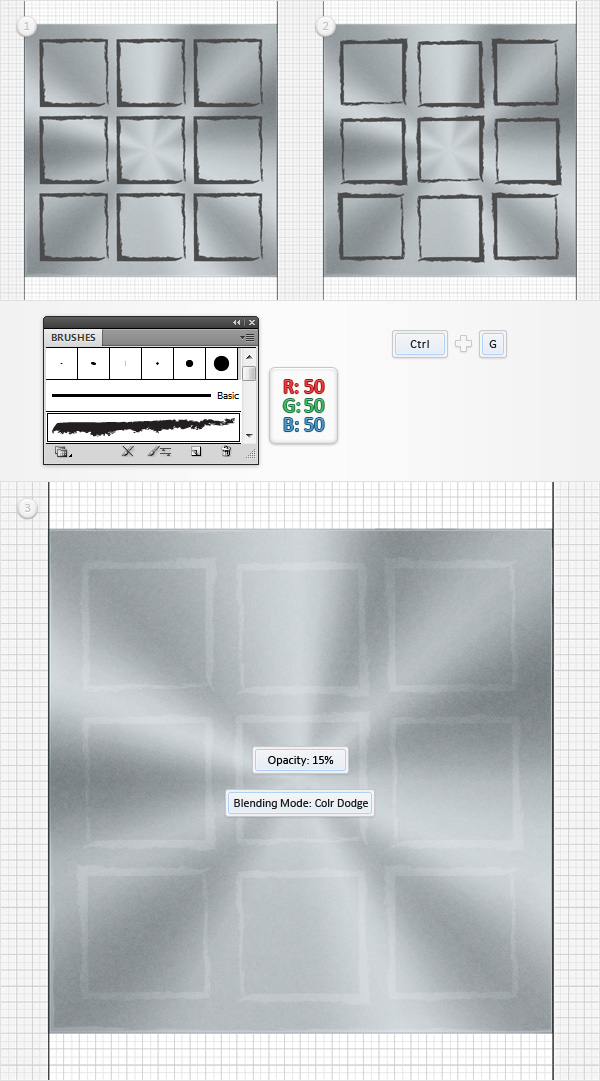 1
2
BRUSHES
Basic
R: 50
G: 50
B: 50
Ctrl
G
3
Opacity: 15%
Blending Mode: Colr Dodge